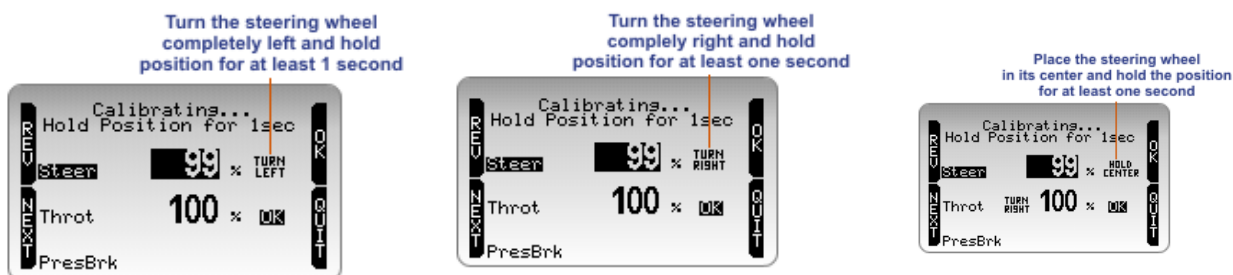 Turn the steering wheel
completely left and hold
position for at least 1 second
Calibrating...
Hold Position for 1sec
REV
OK
Steer 99 % TURN LEFT
NEXT
QUIT
Throt 100 % OK
PresBrk
Turn the steering wheel
complely right and hold
position for at least one second
Calibrating...
Hold Position for 1sec
REV
OK
Steer 99 % TURN RIGHT
NEXT
QUIT
Throt 100 % OK
PresBrk
Place the steering wheel
in its center and hold the position
for at least one second
Calibrating...
Hold Position for 1sec
REV
OK
Steer 99 % HOLD CENTER
NEXT
QUIT
Throt TURN RIGHT 100 % OK
PresBrk